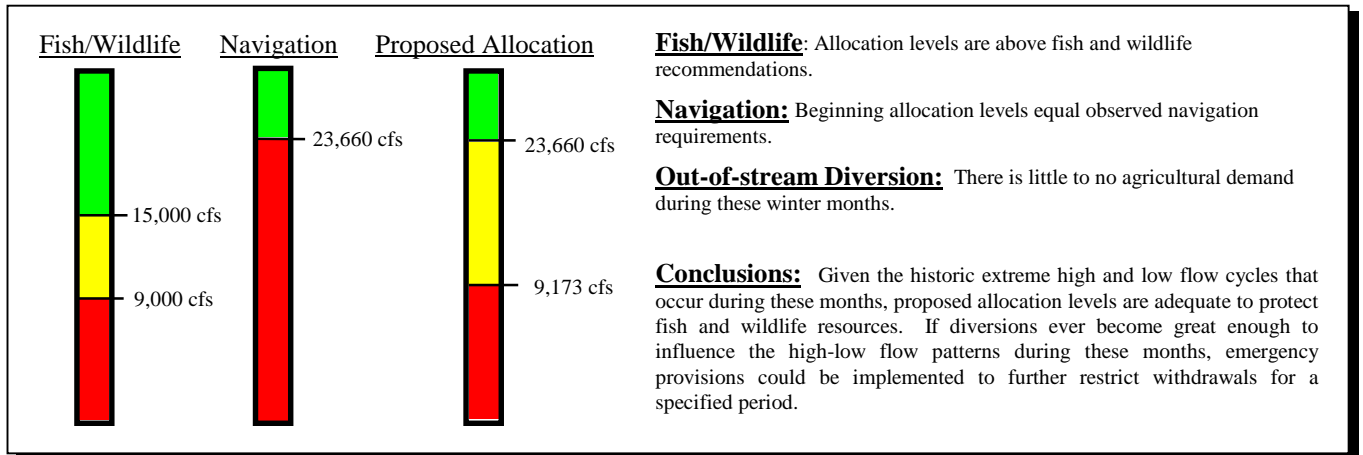 Fish/Wildlife Navigation Proposed Allocation
23,660 cfs
15,000 cfs
9,000 cfs
23,660 cfs
9,173 cfs
Fish/Wildlife: Allocation levels are above fish and wildlife
recommendations.
Navigation: Beginning allocation levels equal observed navigation
requirements.
Out-of-stream Diversion: There is little to no agricultural demand
during these winter months.
Conclusions: Given the historic extreme high and low flow cycles that
occur during these months, proposed allocation levels are adequate to protect
fish and wildlife resources. If diversions ever become great enough to
influence the high-low flow patterns during these months, emergency
provisions could be implemented to further restrict withdrawals for a
specified period.